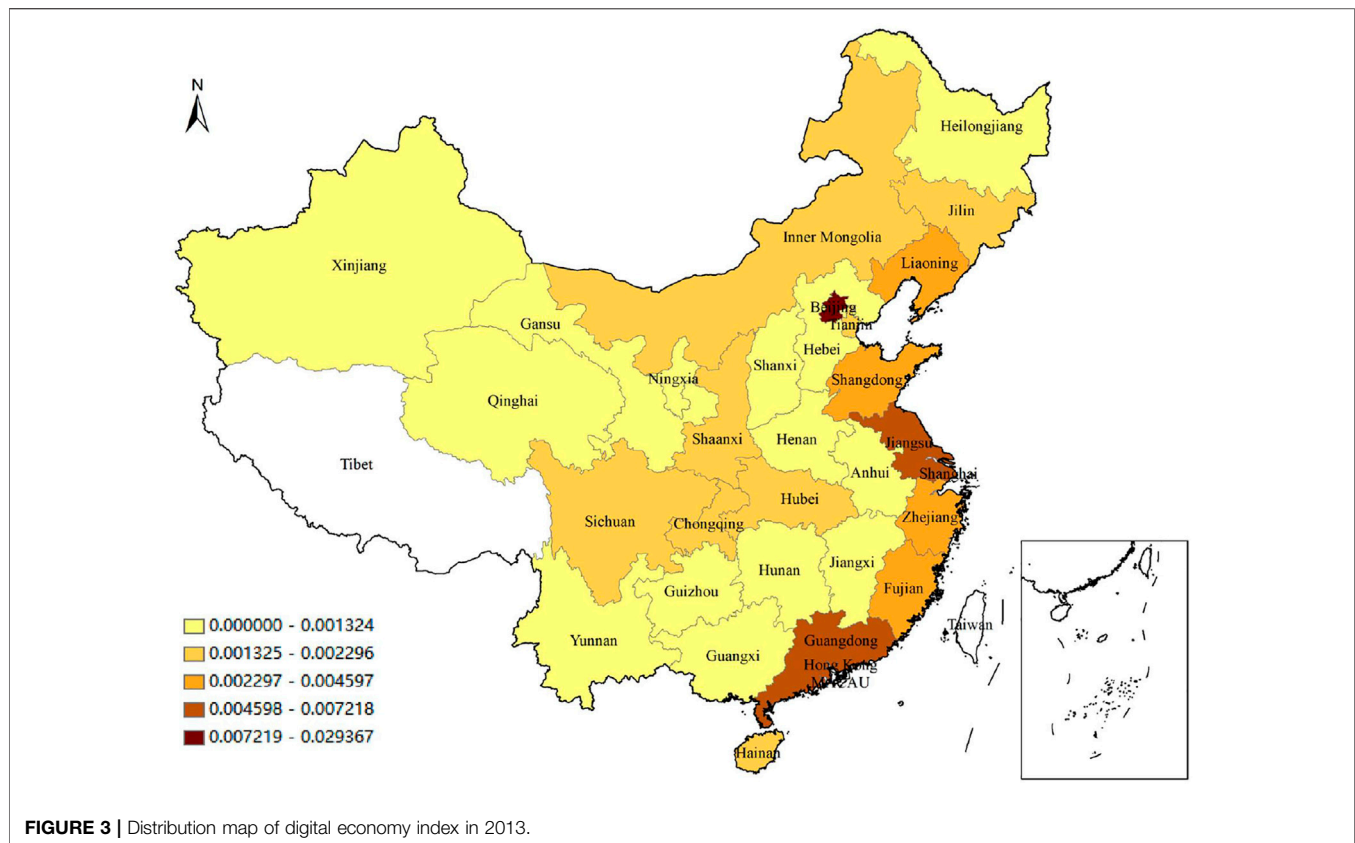 N
Heilongjiang
Jilin
Inner Mongolia
Liaoning
Xinjiang
Beijing
Gansu
Tianjin
Hebei
Shanxi
Ningxia
Shangdong
Qinghai
Shaanxi
Henan
Jiangsu
Tibet
Anhui
Shanghai
Hubei
Sichuan
Chongqing
Zhejiang
Jiangxi
Hunan
Fujian
Guizhou
Taiwan
Yunnan
Guangdong
Guangxi
Hong Kong
MACAU
Hainan
0.000000 - 0.001324
0.001325 - 0.002296
0.002297 - 0.004597
0.004598 - 0.007218
0.007219 - 0.029367
FIGURE 3 | Distribution map of digital economy index in 2013.